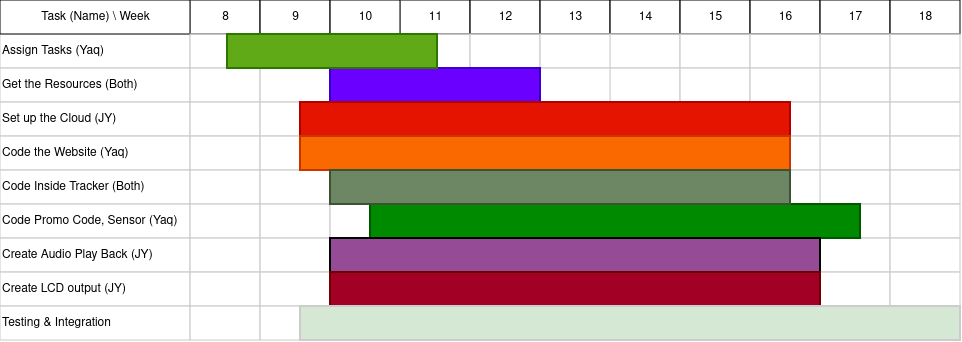 Task (Name) \ Week 8 9 10 11 12 13 14 15 16 17 18
Assign Tasks (Yaq)
Get the Resources (Both)
Set up the Cloud (JY)
Code the Website (Yaq)
Code Inside Tracker (Both)
Code Promo Code, Sensor (Yaq)
Create Audio Play Back (JY)
Create LCD output (JY)
Testing & Integration